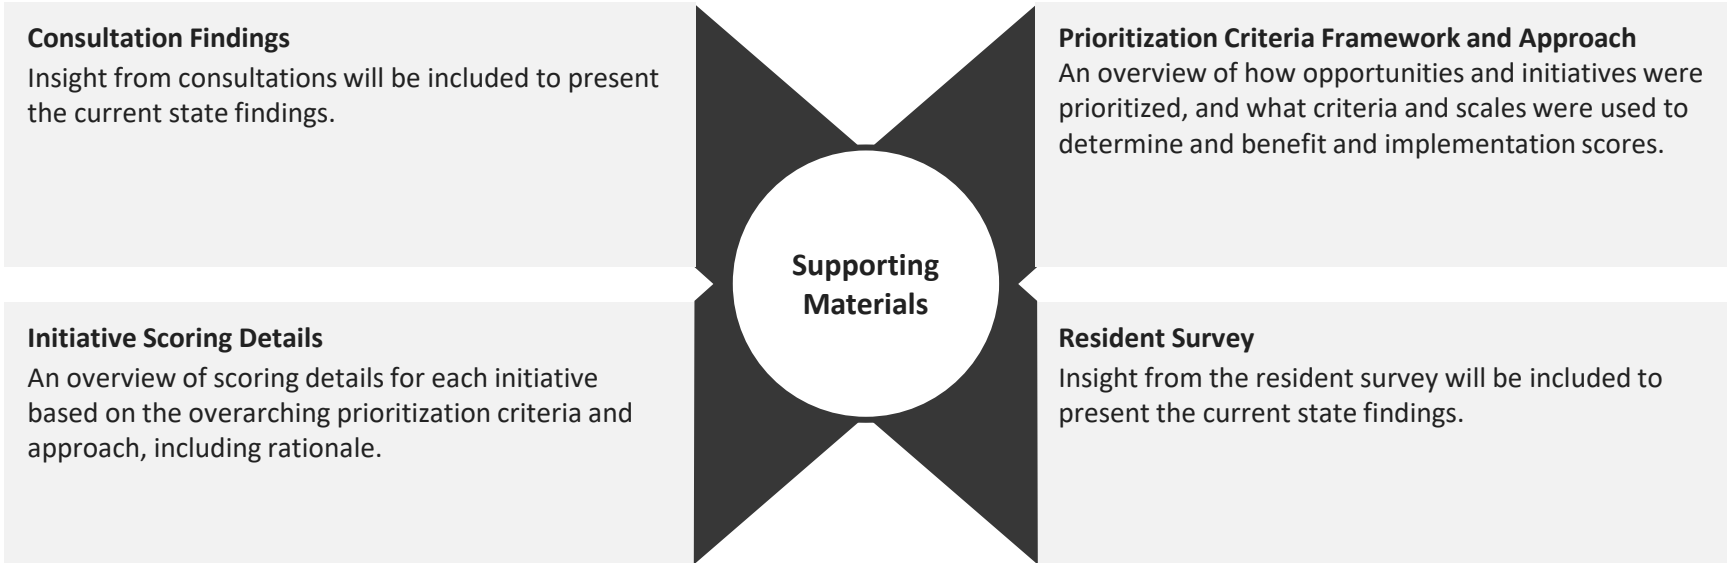 Consultation Findings
Insight from consultations will be included to present
the current state findings.
Prioritization Criteria Framework and Approach
An overview of how opportunities and initiatives were
prioritized, and what criteria and scales were used to
determine and benefit and implementation scores.
Supporting
Materials
Initiative Scoring Details
An overview of scoring details for each initiative
based on the overarching prioritization criteria and
approach, including rationale.
Resident Survey
Insight from the resident survey will be included to
present the current state findings.